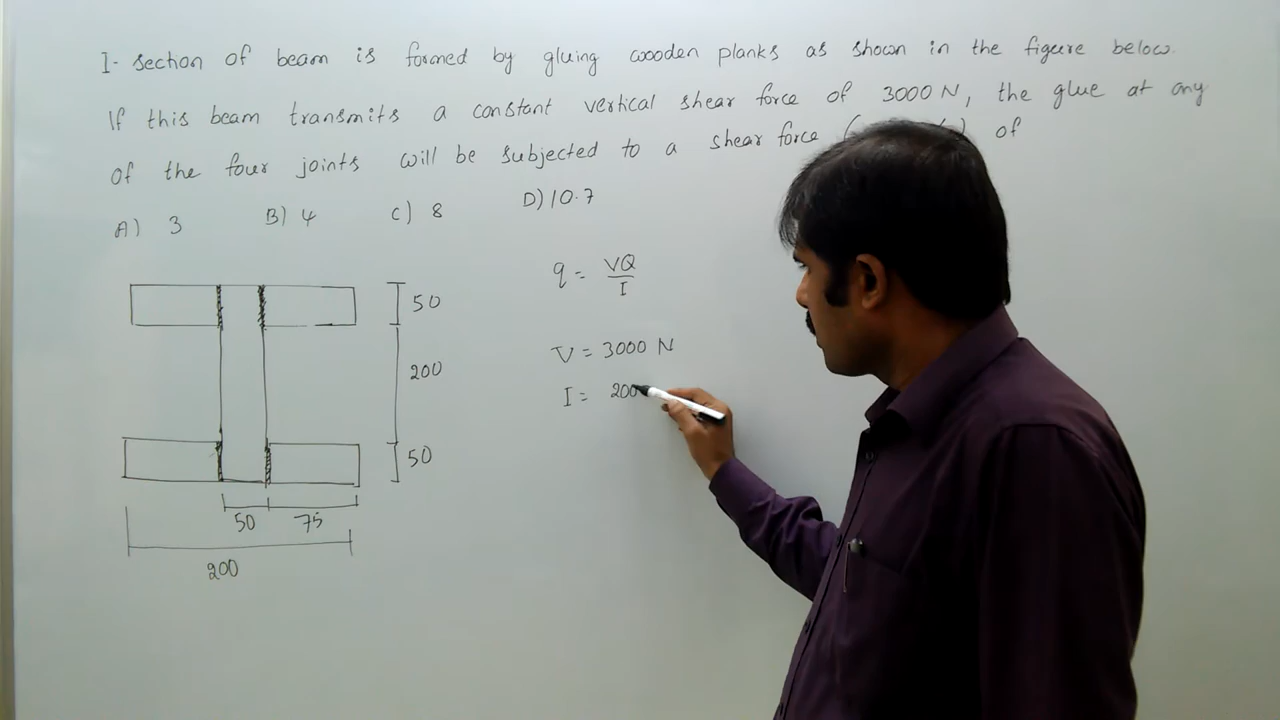 I- section of beam is formed by gluing wooden planks as shown in the figure below.
If this beam transmits a constant vertical shear force of 3000 N, the glue at any
of the four joints will be subjected to a shear force ( of
A) 3 B) 4 C) 8 D) 10.7
q = VQ/I
V = 3000 N
I = 200
50
200
50
50 75
200